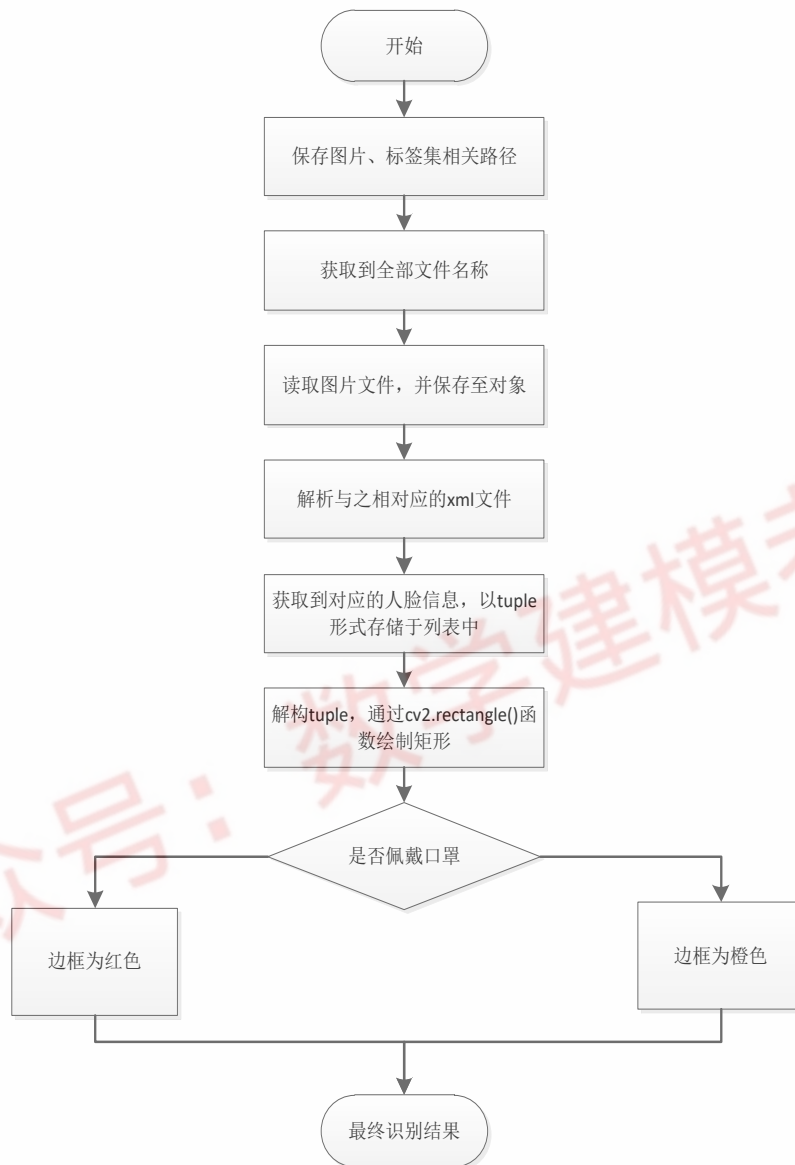 开始
保存图片、标签集相关路径
获取到全部文件名称
读取图片文件，并保存至对象
解析与之相对应的xml文件
获取到对应的人脸信息，以tuple
形式存储于列表中
解构tuple，通过cv2.rectangle()函
数绘制矩形
是否佩戴口罩
边框为红色
边框为橙色
最终识别结果
号：数学建模